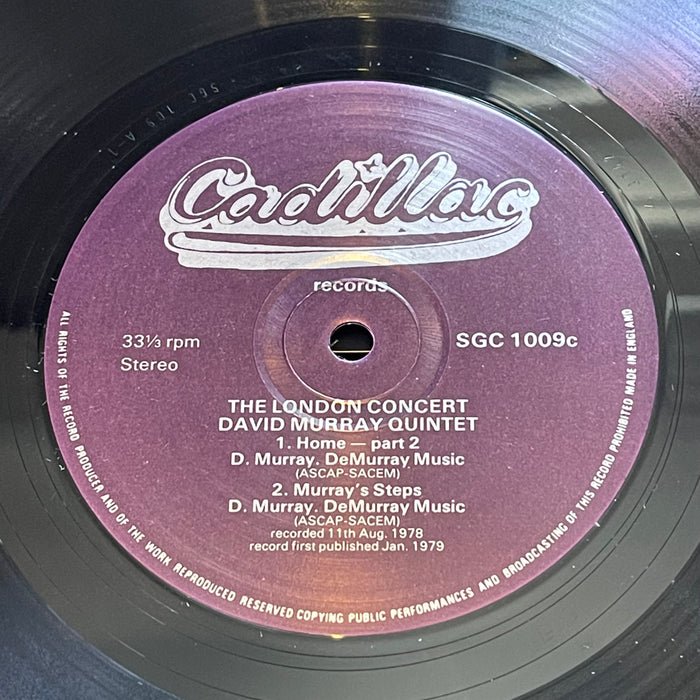 Cadillac
records
33⅓ rpm
Stereo
SGC 1009c
THE LONDON CONCERT
DAVID MURRAY QUINTET
1. Home — part 2
D. Murray. DeMurray Music
(ASCAP-SACEM)
2. Murray's Steps
D. Murray. DeMurray Music
(ASCAP-SACEM)
recorded 11th Aug. 1978
record first published Jan. 1979
ALL RIGHTS OF THE RECORD PRODUCER AND OF THE WORK REPRODUCED RESERVED COPYING PUBLIC PERFORMANCES AND BROADCASTING OF THIS RECORD PROHIBITED MADE IN ENGLAND